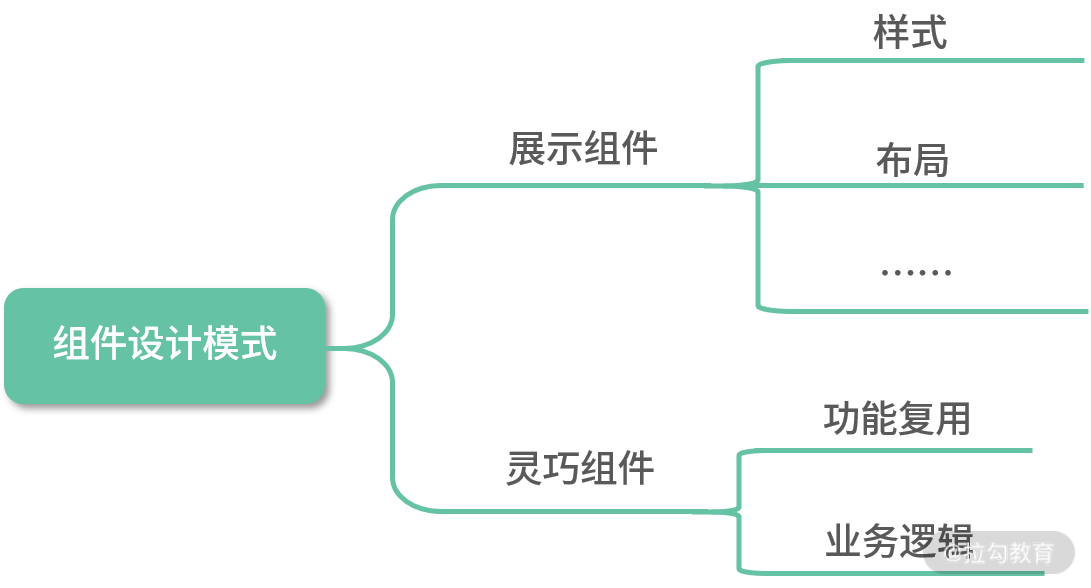 样式
展示组件
布局
……
组件设计模式
功能复用
灵巧组件
业务逻辑
@拉勾教育